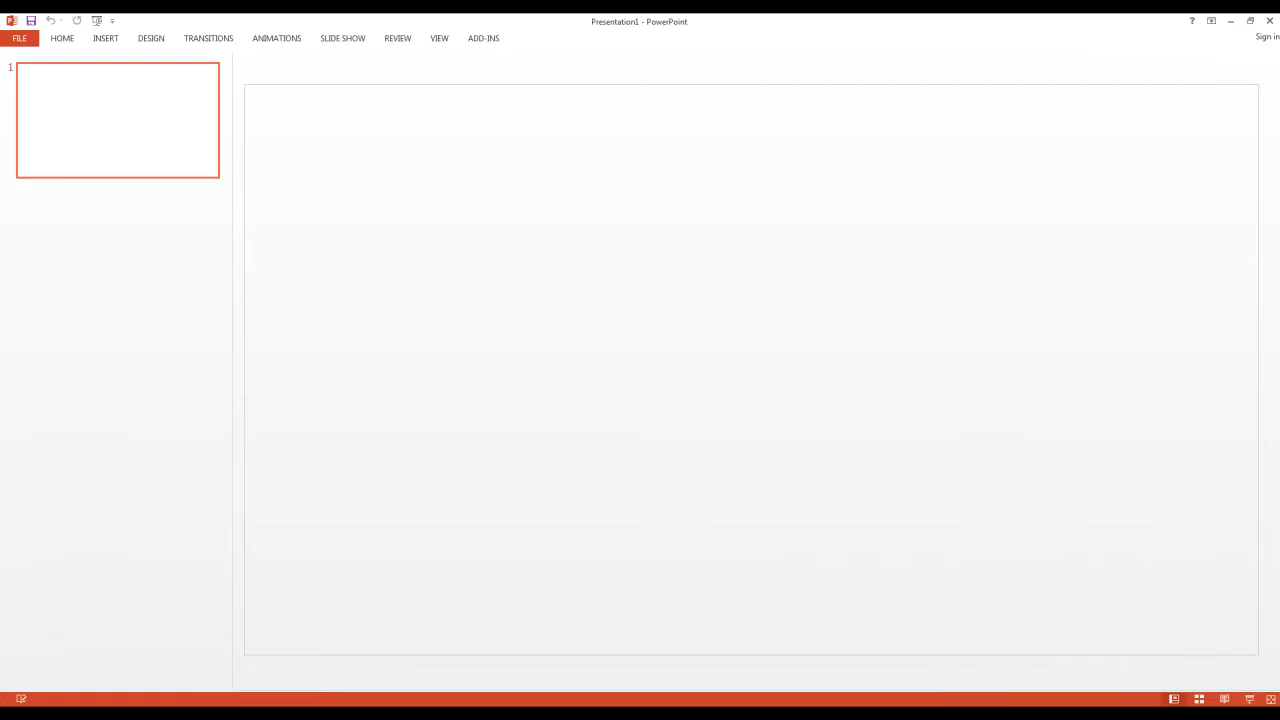 Presentation1 - PowerPoint
?
FILE HOME INSERT DESIGN TRANSITIONS ANIMATIONS SLIDE SHOW REVIEW VIEW ADD-INS Sign in
1